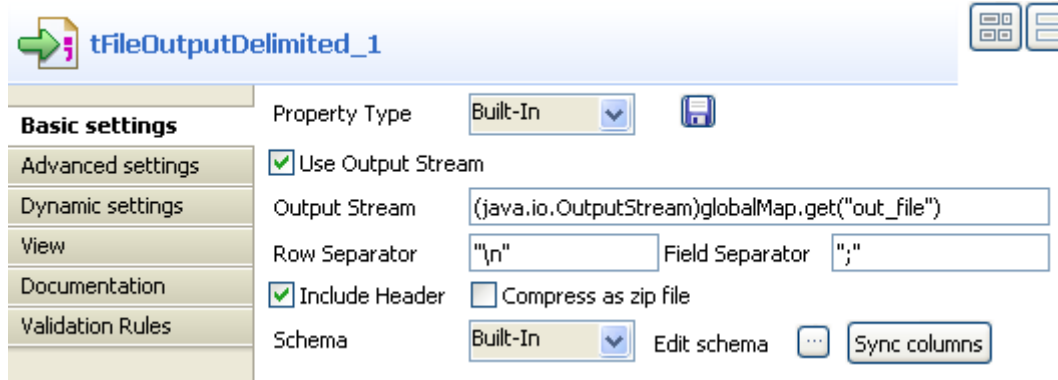 tFileOutputDelimited_1
Basic settings
Advanced settings
Dynamic settings
View
Documentation
Validation Rules
Property Type Built-In
Use Output Stream
Output Stream (java.io.OutputStream)globalMap.get("out_file")
Row Separator "\n" Field Separator ";"
Include Header Compress as zip file
Schema Built-In Edit schema ... Sync columns